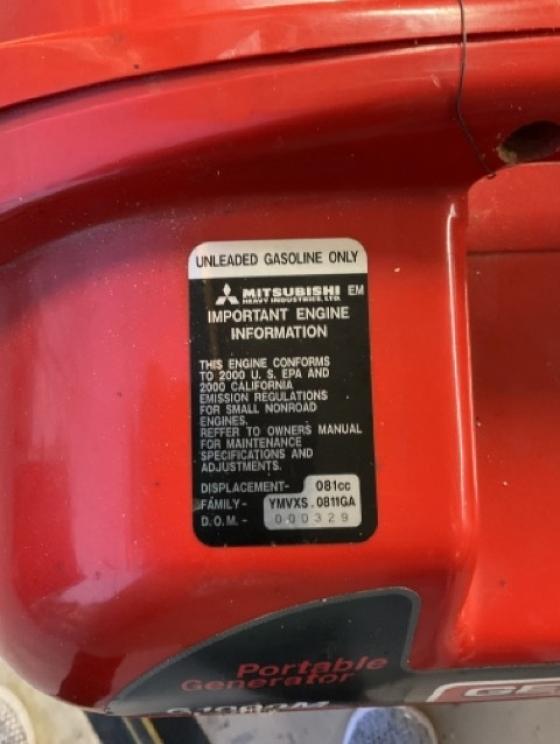 UNLEADED GASOLINE ONLY
MITSUBISHI EM
HEAVY INDUSTRIES, LTD.
IMPORTANT ENGINE
INFORMATION
THIS ENGINE CONFORMS
TO 2000 U. S. EPA AND
2000 CALIFORNIA
EMISSION REGULATIONS
FOR SMALL NONROAD
ENGINES.
REFFER TO OWNERS MANUAL
FOR MAINTENANCE
SPECIFICATIONS AND
ADJUSTMENTS.
DISPLACEMENT- 081cc
FAMILY- YMVXS.0811GA
D.O.M.- 000329
Portable
Generator